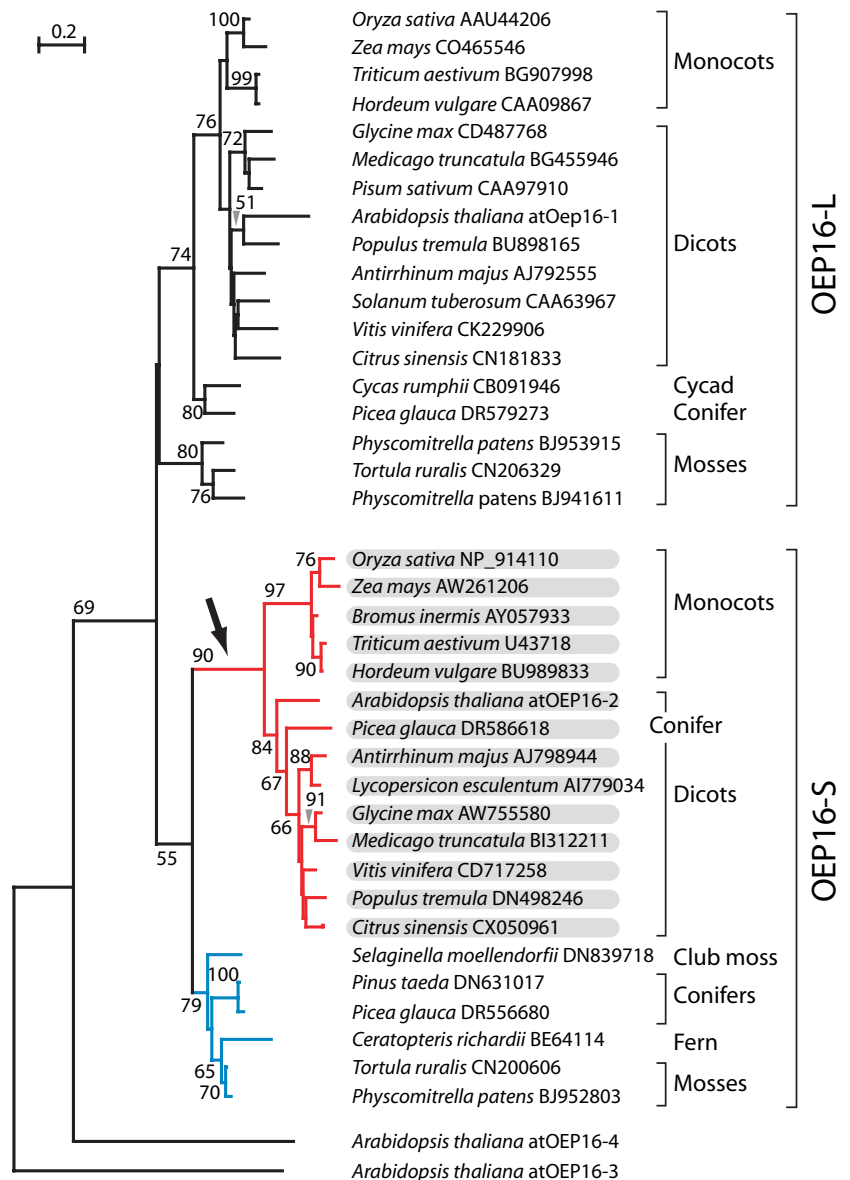 0.2
100
Oryza sativa AAU44206
Zea mays CO465546
99
Triticum aestivum BG907998
Hordeum vulgare CAA09867
Monocots
76
72
Glycine max CD487768
Medicago truncatula BG455946
Pisum sativum CAA97910
51
Arabidopsis thaliana atOep16-1
Populus tremula BU898165
Dicots
74
Antirrhinum majus AJ792555
Solanum tuberosum CAA63967
Vitis vinifera CK229906
Citrus sinensis CN181833
OEP16-L
Cycas rumphii CB091946
Cycad
80
Picea glauca DR579273
Conifer
80
Physcomitrella patens BJ953915
Tortula ruralis CN206329
Mosses
76
Physcomitrella patens BJ941611
76
Oryza sativa NP_914110
Zea mays AW261206
97
Bromus inermis AY057933
Monocots
69
Triticum aestivum U43718
90
90
Hordeum vulgare BU989833
Arabidopsis thaliana atOEP16-2
84
Picea glauca DR586618
Conifer
88
Antirrhinum majus AJ798944
67
Lycopersicon esculentum AI779034
Dicots
91
Glycine max AW755580
66
Medicago truncatula BI312211
55
Vitis vinifera CD717258
Populus tremula DN498246
Citrus sinensis CX050961
OEP16-S
Selaginella moellendorfii DN839718
Club moss
100
Pinus taeda DN631017
79
Picea glauca DR556680
Conifers
Ceratopteris richardii BE64114
Fern
65
Tortula ruralis CN200606
70
Physcomitrella patens BJ952803
Mosses
Arabidopsis thaliana atOEP16-4
Arabidopsis thaliana atOEP16-3